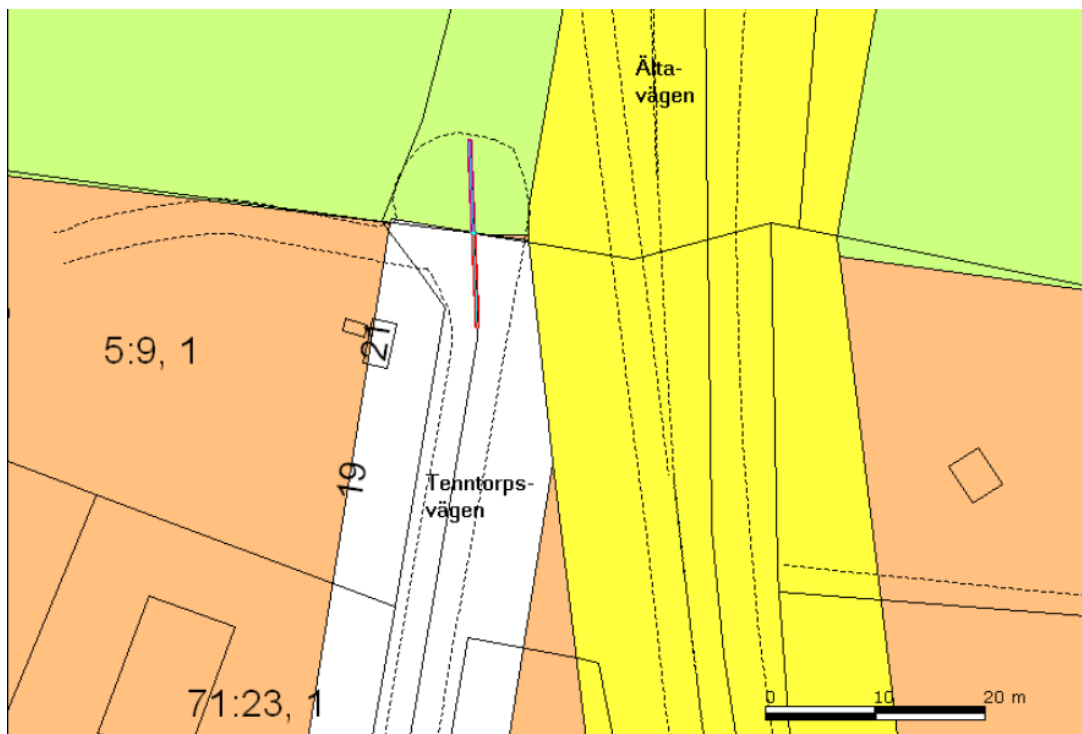 Älta-
vägen
5:9, 1
21
19
Tenntorps-
vägen
71:23, 1
0 10 20 m